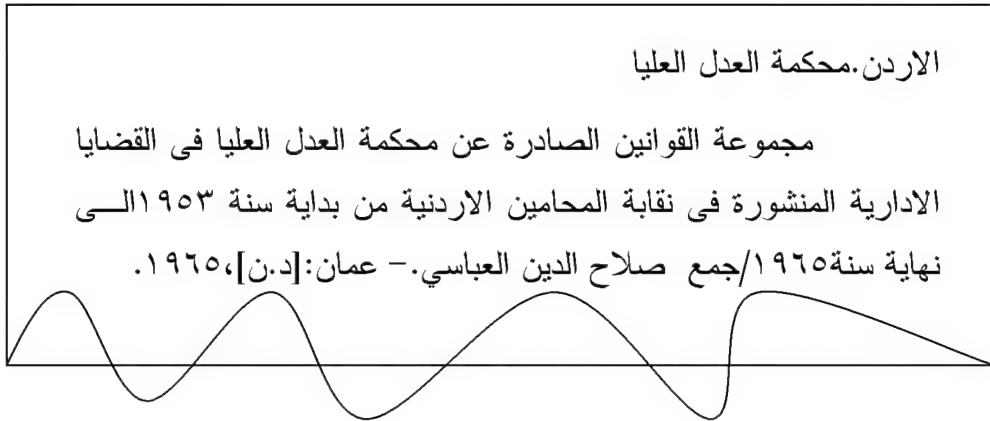 الاردن.محكمة العدل العليا
مجموعة القوانين الصادرة عن محكمة العدل العليا فى القضايا
الادارية المنشورة فى نقابة المحامين الاردنية من بداية سنة ١٩٥٣الـــى
نهاية سنة١٩٦٥/جمع صلاح الدين العباسي.– عمان:[د.ن]،١٩٦٥.